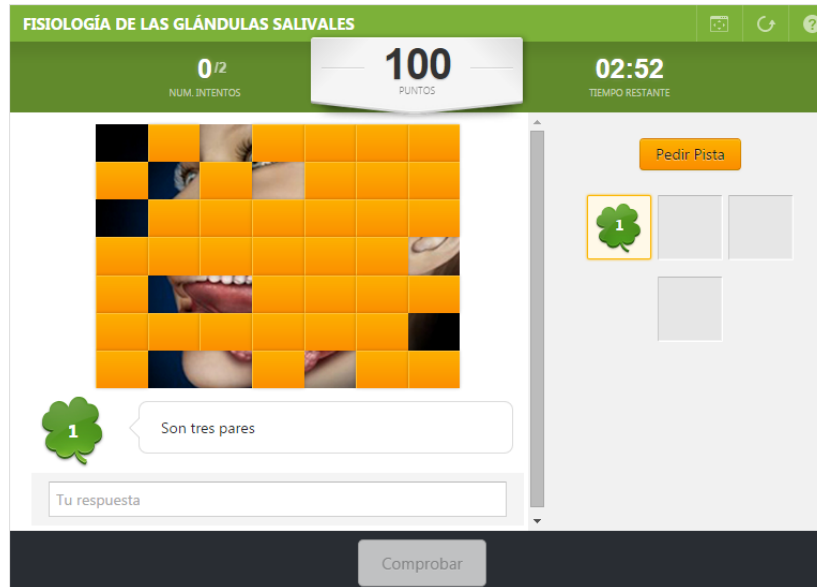 FISIOLOGÍA DE LAS GLÁNDULAS SALIVALES
?
0/2
NUM. INTENTOS
100
PUNTOS
02:52
TIEMPO RESTANTE
Pedir Pista
1
1
Son tres pares
Tu respuesta
Comprobar